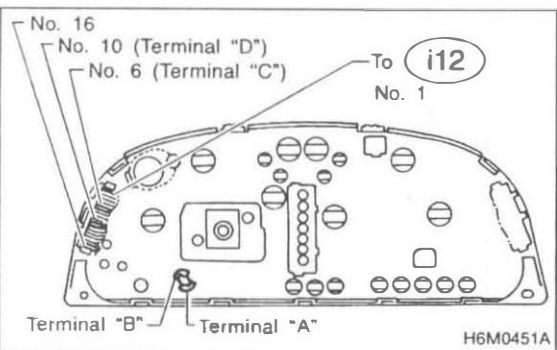 No. 16
No. 10 (Terminal "D")
No. 6 (Terminal "C")
To i12
No. 1
Terminal "B"
Terminal "A"
H6M0451A